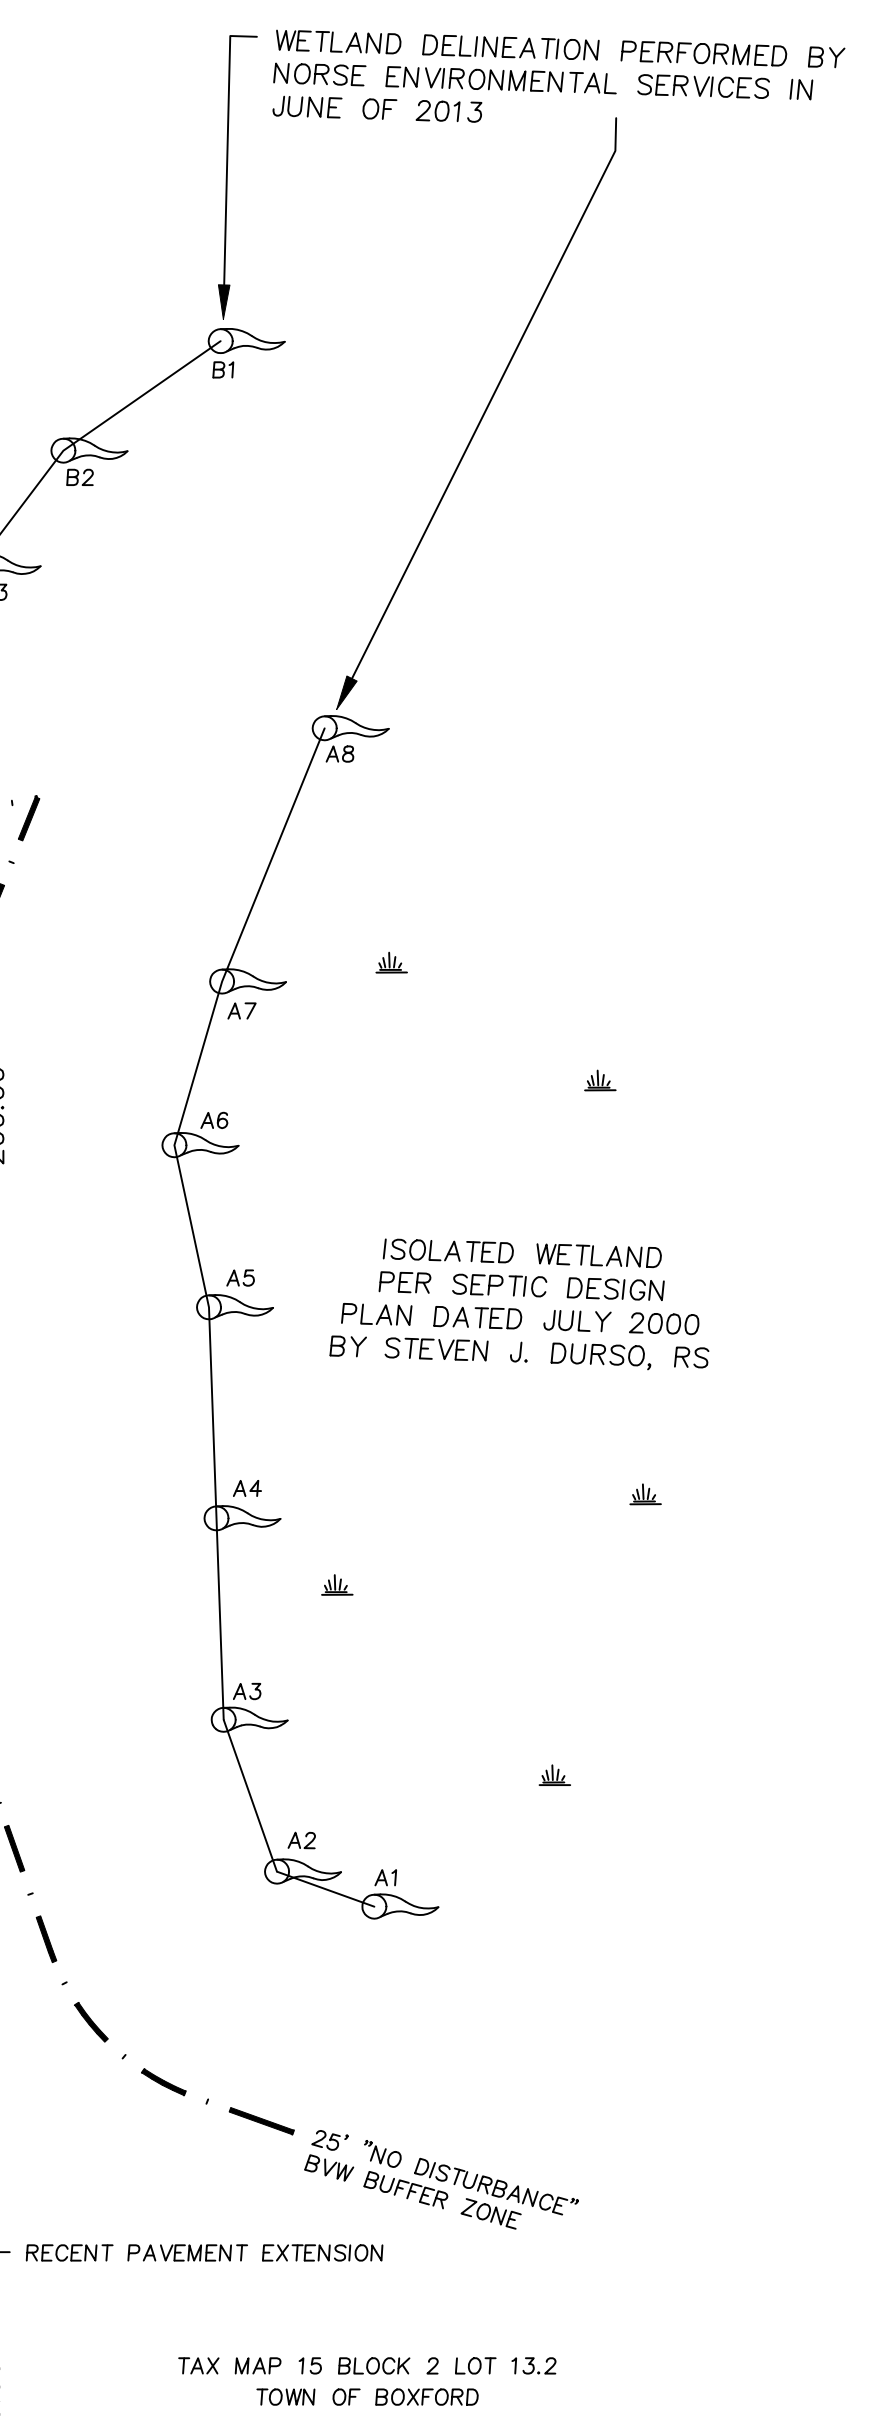 WETLAND DELINEATION PERFORMED BY
NORSE ENVIRONMENTAL SERVICES IN
JUNE OF 2013
B1
B2
3
A8
A7
A6
A5
ISOLATED WETLAND
PER SEPTIC DESIGN
PLAN DATED JULY 2000
BY STEVEN J. DURSO, RS
A4
A3
A2
A1
25' "NO DISTURBANCE"
BVW BUFFER ZONE
RECENT PAVEMENT EXTENSION
TAX MAP 15 BLOCK 2 LOT 13.2
TOWN OF BOXFORD